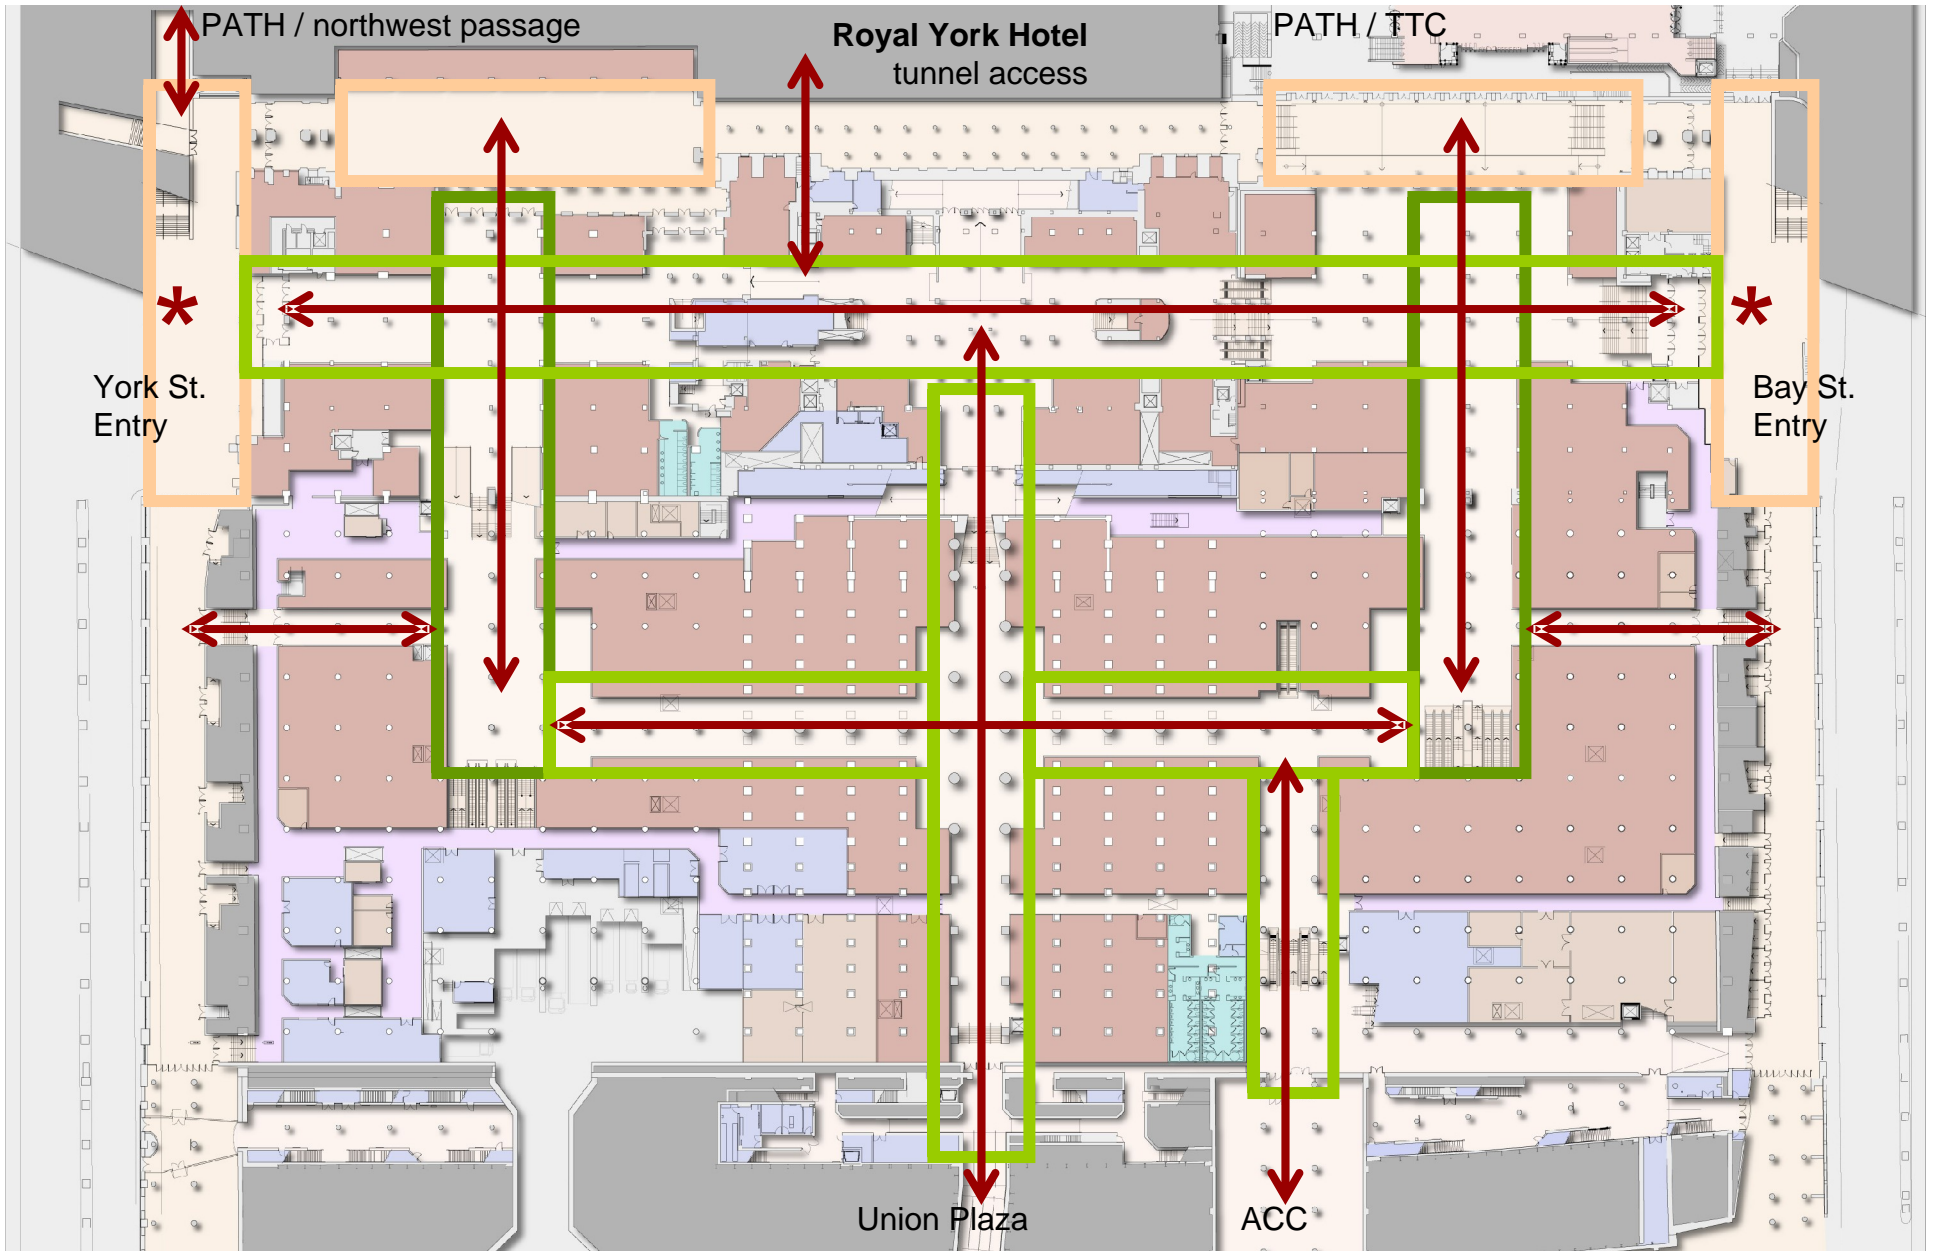 PATH / northwest passage
Royal York Hotel
tunnel access
PATH / TTC
*
*
York St.
Entry
Bay St.
Entry
Union Plaza
ACC